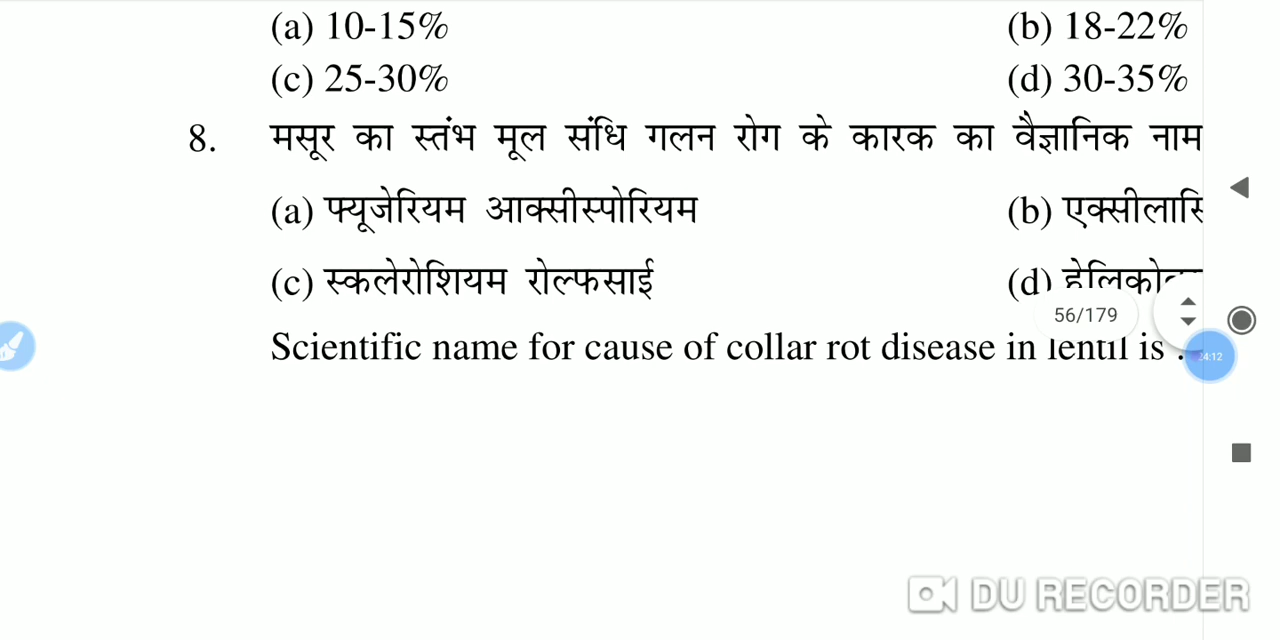 (a) 10-15% (b) 18-22%
(c) 25-30% (d) 30-35%
8. मसूर का स्तंभ मूल संधि गलन रोग के कारक का वैज्ञानिक नाम
(a) फ्यूजेरियम आक्सीस्पोरियम (b)
(c) स्कलेरोशियम रोल्फसाई (d)
56/179
Scientific name for cause of collar rot disease in lentil is :
24:12
DU RECORDER